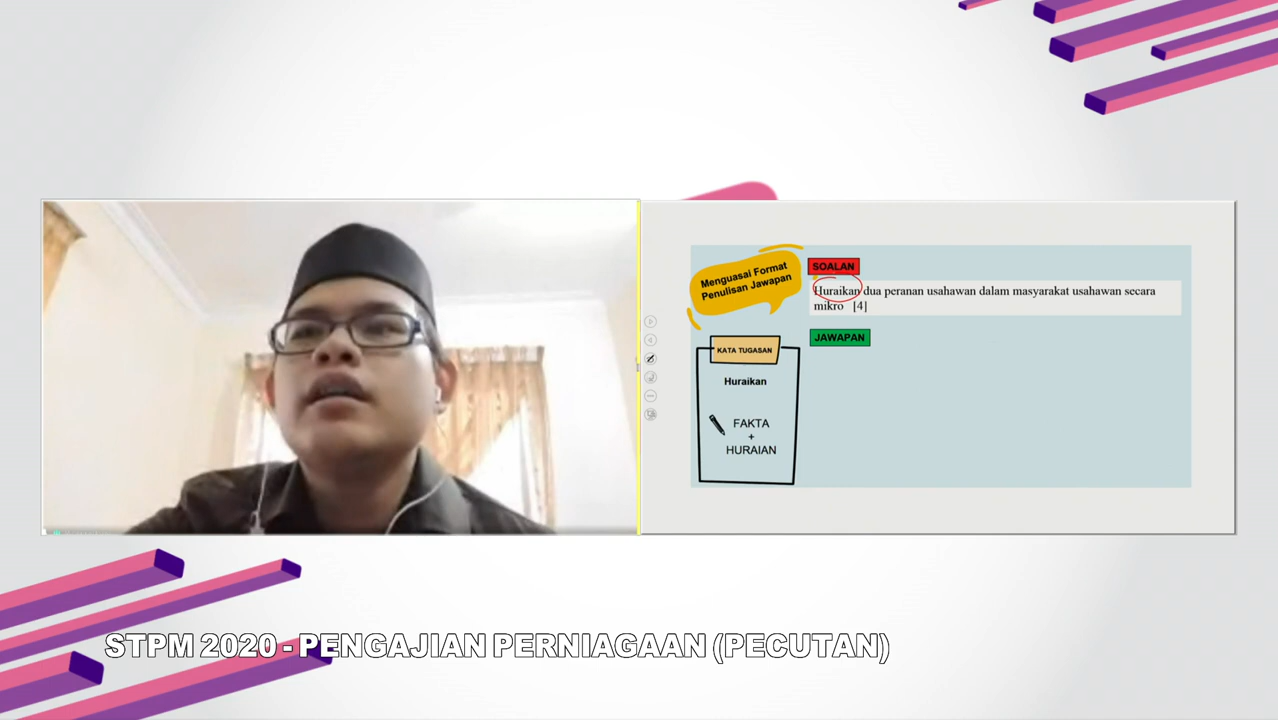 Menguasai Format
Penulisan Jawapan
SOALAN
Huraikan dua peranan usahawan dalam masyarakat usahawan secara
mikro [4]
JAWAPAN
KATA TUGASAN
Huraikan
FAKTA
+
HURAIAN
STPM 2020 - PENGAJIAN PERNIAGAAN (PECUTAN)